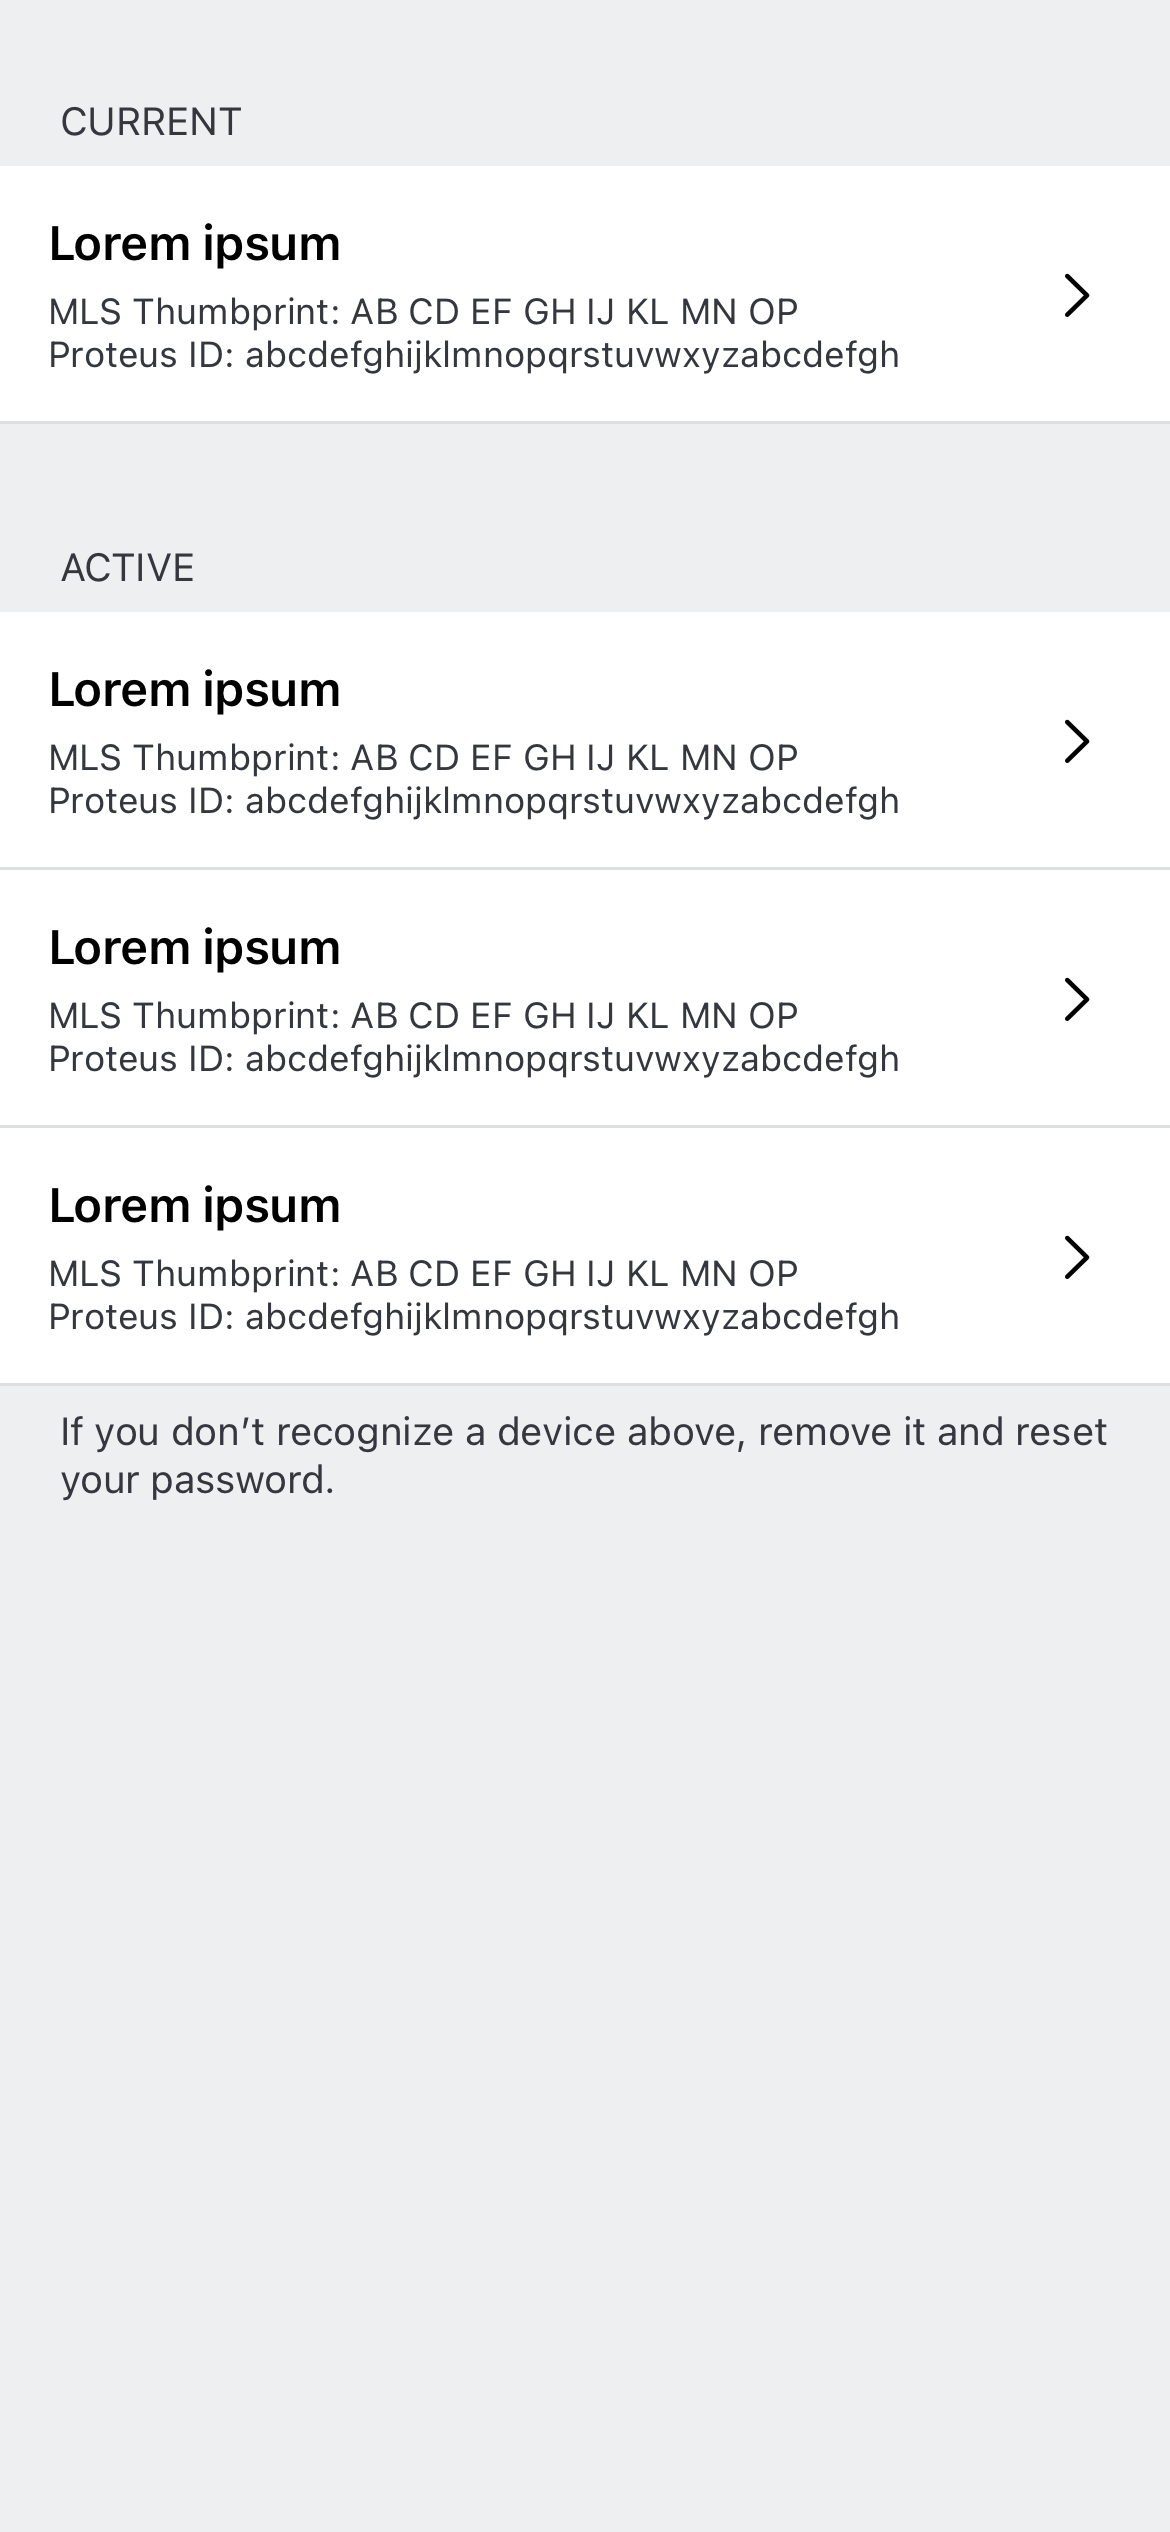 CURRENT
Lorem ipsum
MLS Thumbprint: AB CD EF GH IJ KL MN OP
Proteus ID: abcdefghijklmnopqrstuvwxyzabcdefgh
ACTIVE
Lorem ipsum
MLS Thumbprint: AB CD EF GH IJ KL MN OP
Proteus ID: abcdefghijklmnopqrstuvwxyzabcdefgh
Lorem ipsum
MLS Thumbprint: AB CD EF GH IJ KL MN OP
Proteus ID: abcdefghijklmnopqrstuvwxyzabcdefgh
Lorem ipsum
MLS Thumbprint: AB CD EF GH IJ KL MN OP
Proteus ID: abcdefghijklmnopqrstuvwxyzabcdefgh
If you don’t recognize a device above, remove it and reset
your password.